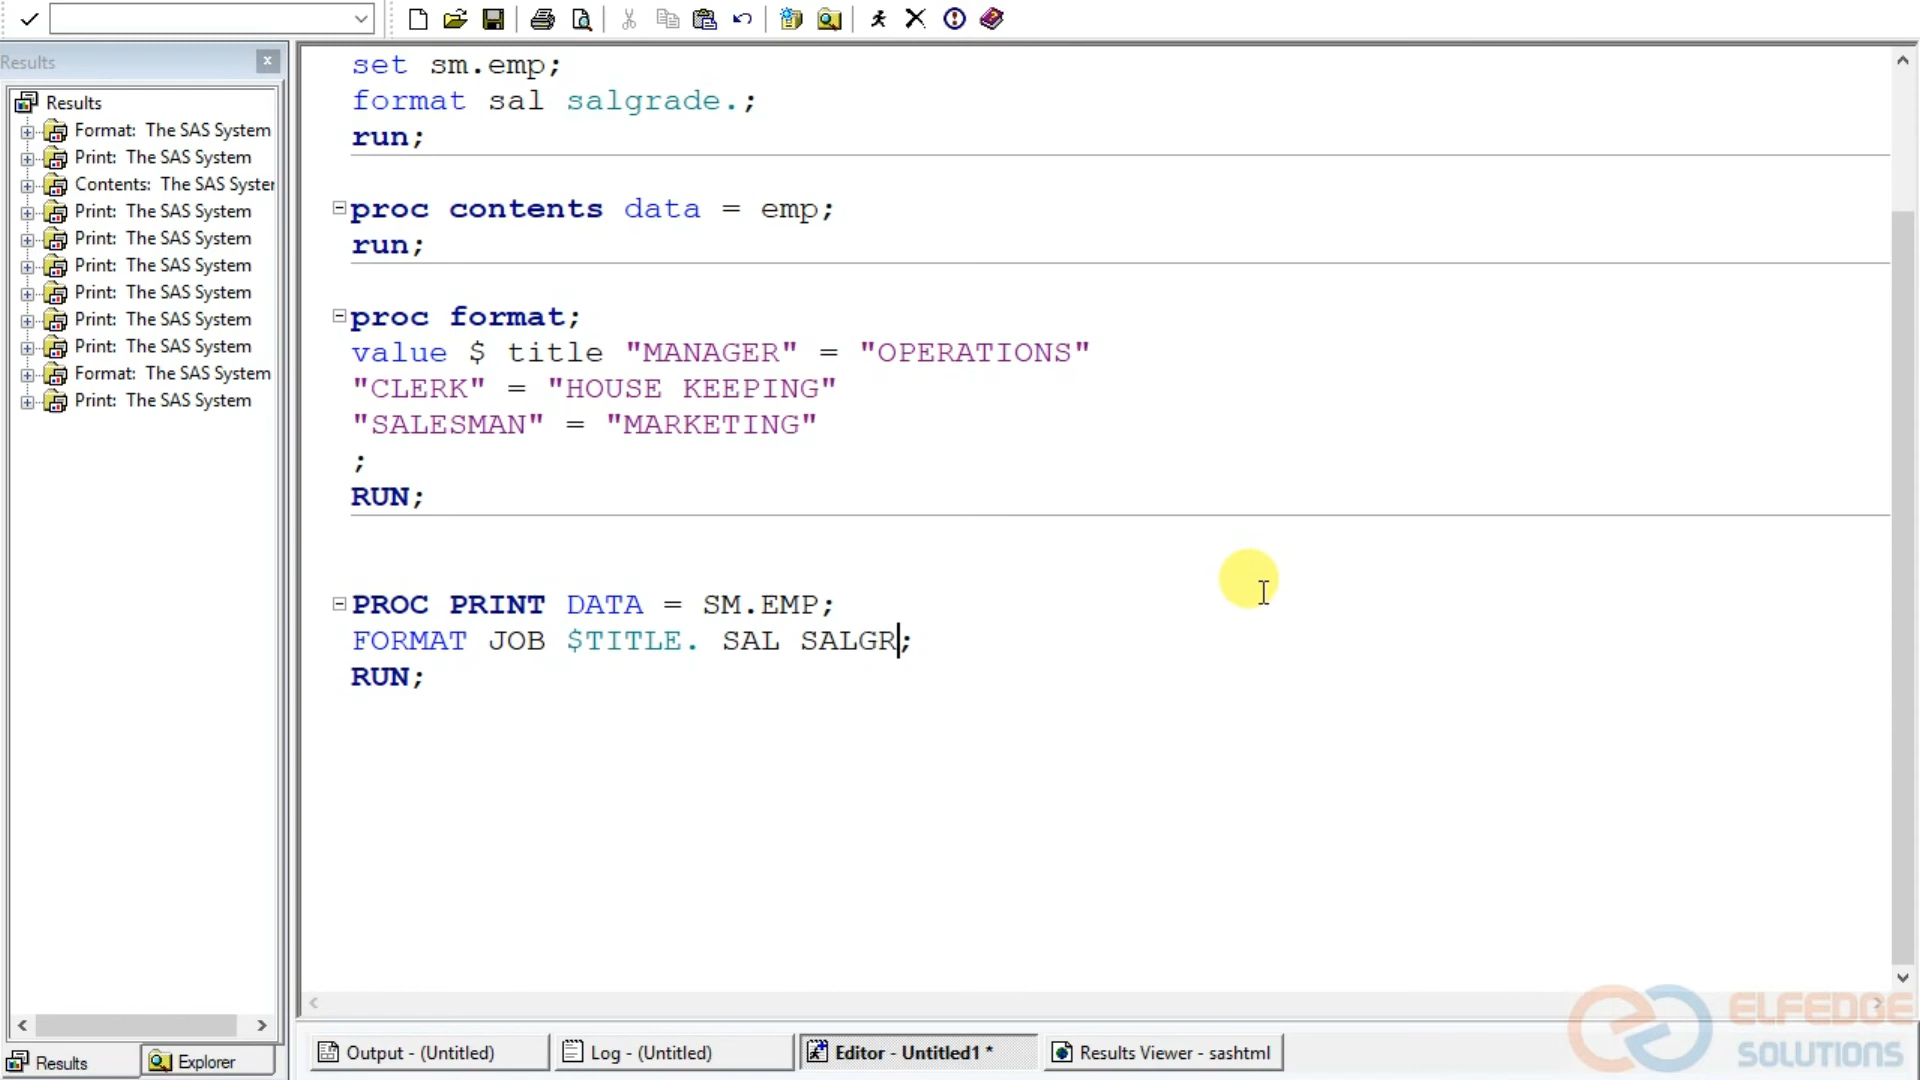 Results
Results
Format: The SAS System
Print: The SAS System
Contents: The SAS Syster
Print: The SAS System
Print: The SAS System
Print: The SAS System
Print: The SAS System
Print: The SAS System
Print: The SAS System
Format: The SAS System
Print: The SAS System
set sm.emp;
format sal salgrade.;
run;
proc contents data = emp;
run;
proc format;
value $ title "MANAGER" = "OPERATIONS"
"CLERK" = "HOUSE KEEPING"
"SALESMAN" = "MARKETING"
;
RUN;
PROC PRINT DATA = SM.EMP;
FORMAT JOB $TITLE. SAL SALGR;
RUN;
Results
Explorer
Output - (Untitled)
Log - (Untitled)
Editor - Untitled1 *
Results Viewer - sashtml
ELFEDGE
SOLUTIONS